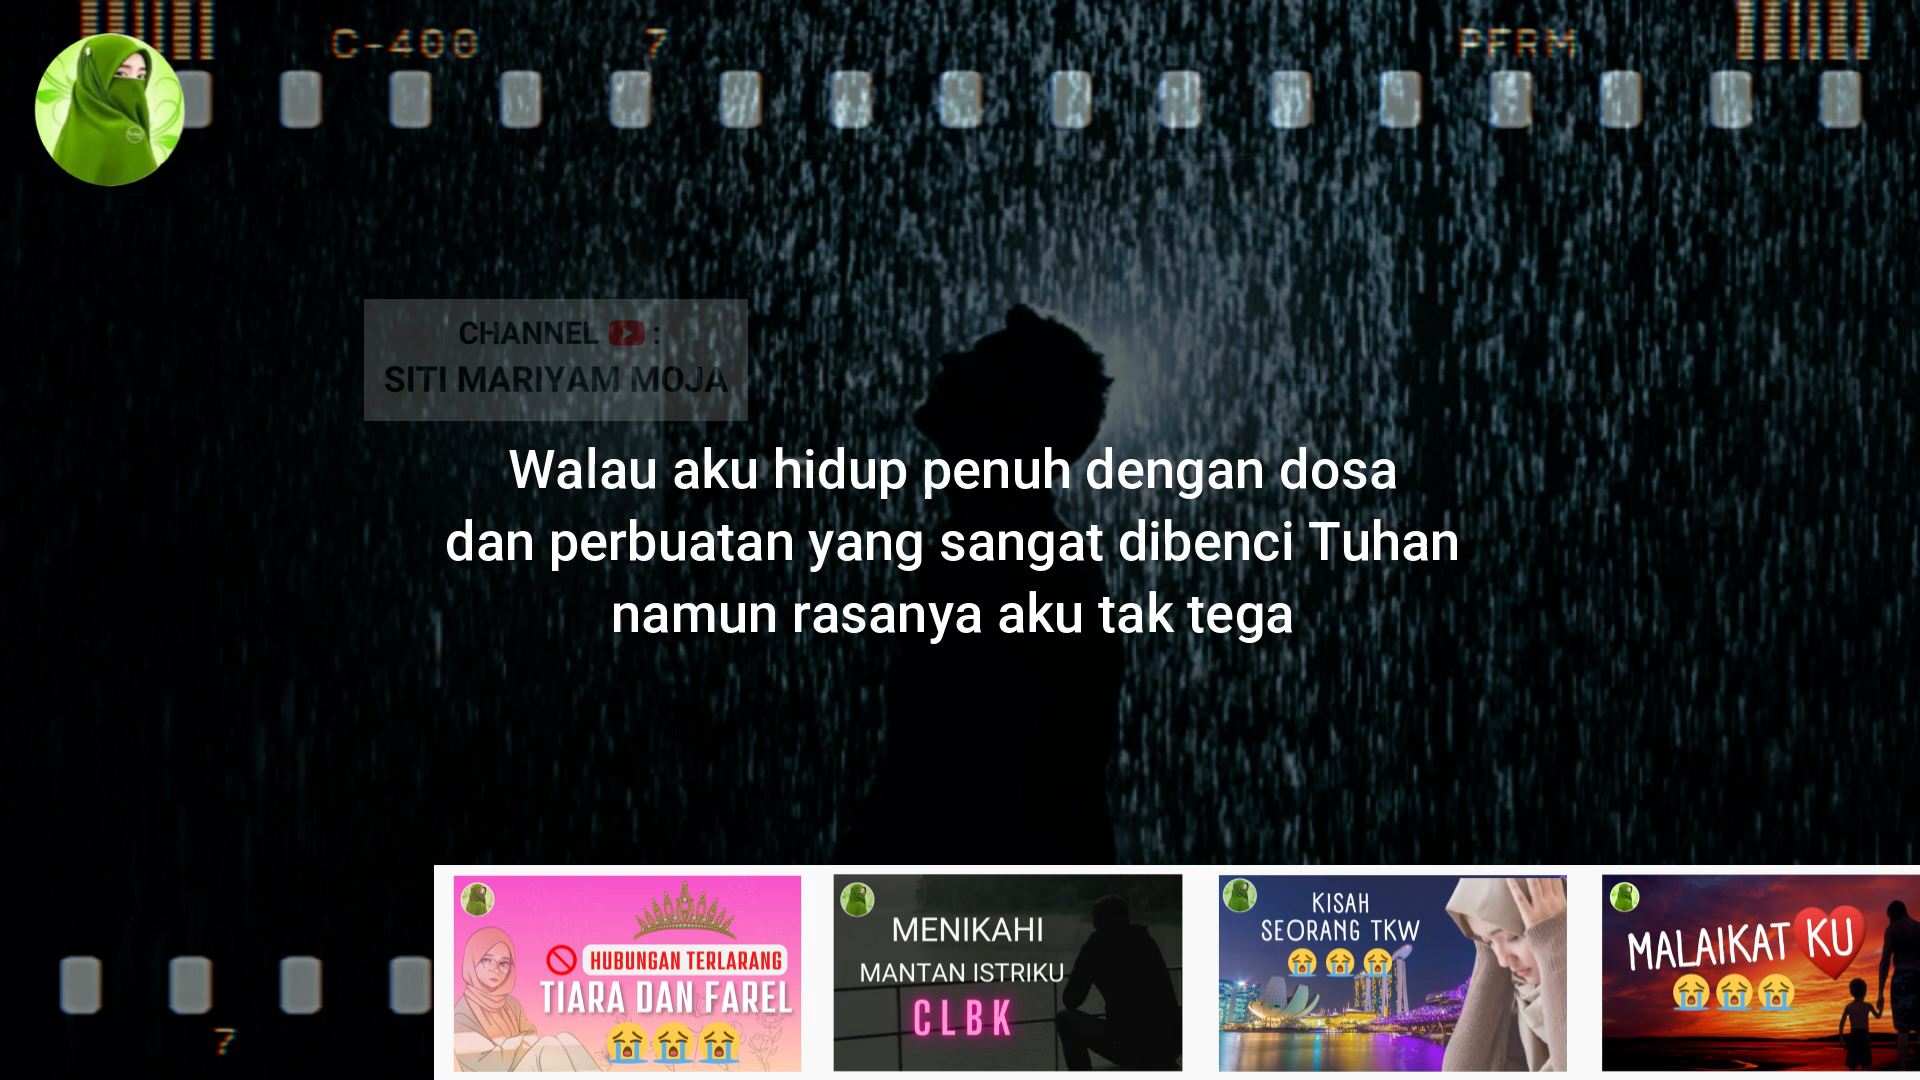 C-400 7 PFRM
CHANNEL :
SITI MARIYAM MOJA
Walau aku hidup penuh dengan dosa
dan perbuatan yang sangat dibenci Tuhan
namun rasanya aku tak tega
HUBUNGAN TERLARANG
TIARA DAN FAREL
MENIKAHI
MANTAN ISTRIKU
CLBK
KISAH
SEORANG TKW
MALAIKAT KU
7